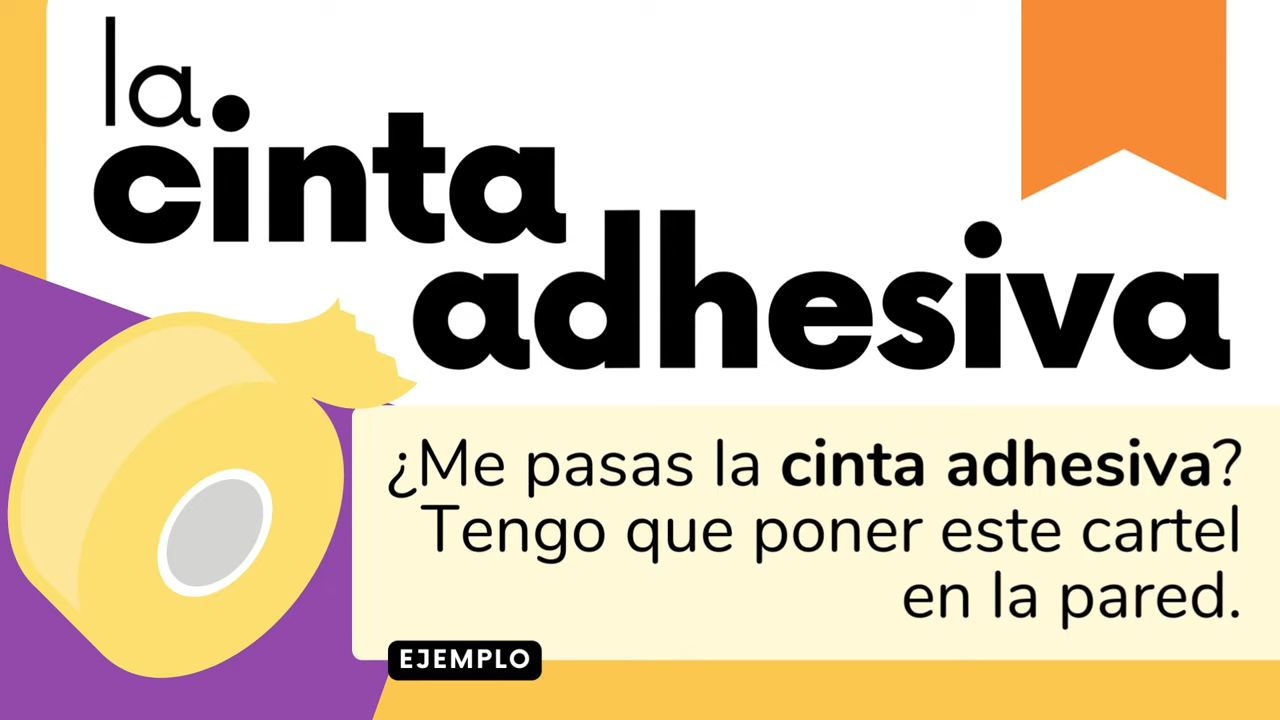 la
cinta
adhesiva
¿Me pasas la cinta adhesiva?
Tengo que poner este cartel
en la pared.
EJEMPLO